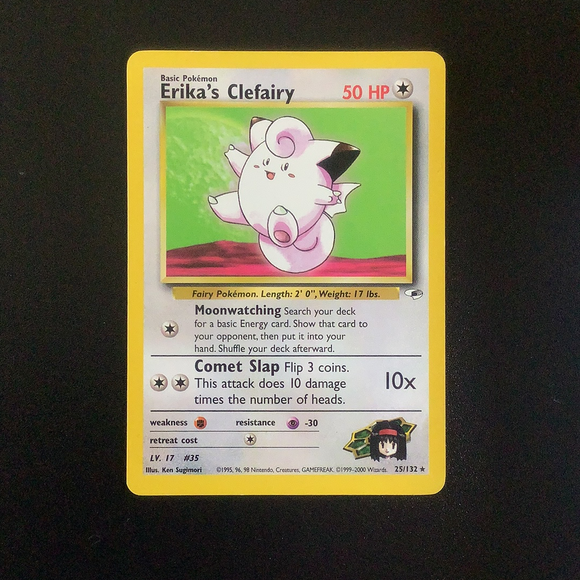 Basic Pokémon
Erika's Clefairy 50 HP
Fairy Pokémon. Length: 2' 0", Weight: 17 lbs.
Moonwatching Search your deck
for a basic Energy card. Show that card to
your opponent, then put it into your
hand. Shuffle your deck afterward.
Comet Slap Flip 3 coins.
This attack does 10 damage
times the number of heads.
10x
weakness resistance -30
retreat cost
LV. 17 #35
Illus. Ken Sugimori ©1995, 96, 98 Nintendo, Creatures, GAMEFREAK. ©1999-2000 Wizards. 25/132 ★